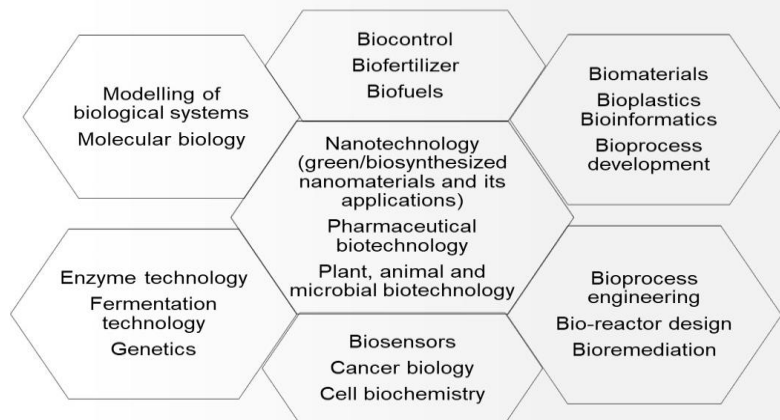 Biocontrol
Biofertilizer
Biofuels
Modelling of
biological systems
Molecular biology
Biomaterials
Bioplastics
Bioinformatics
Bioprocess
development
Nanotechnology
(green/biosynthesized
nanomaterials and its
applications)
Pharmaceutical
biotechnology
Plant, animal and
microbial biotechnology
Enzyme technology
Fermentation
technology
Genetics
Bioprocess
engineering
Bio-reactor design
Bioremediation
Biosensors
Cancer biology
Cell biochemistry